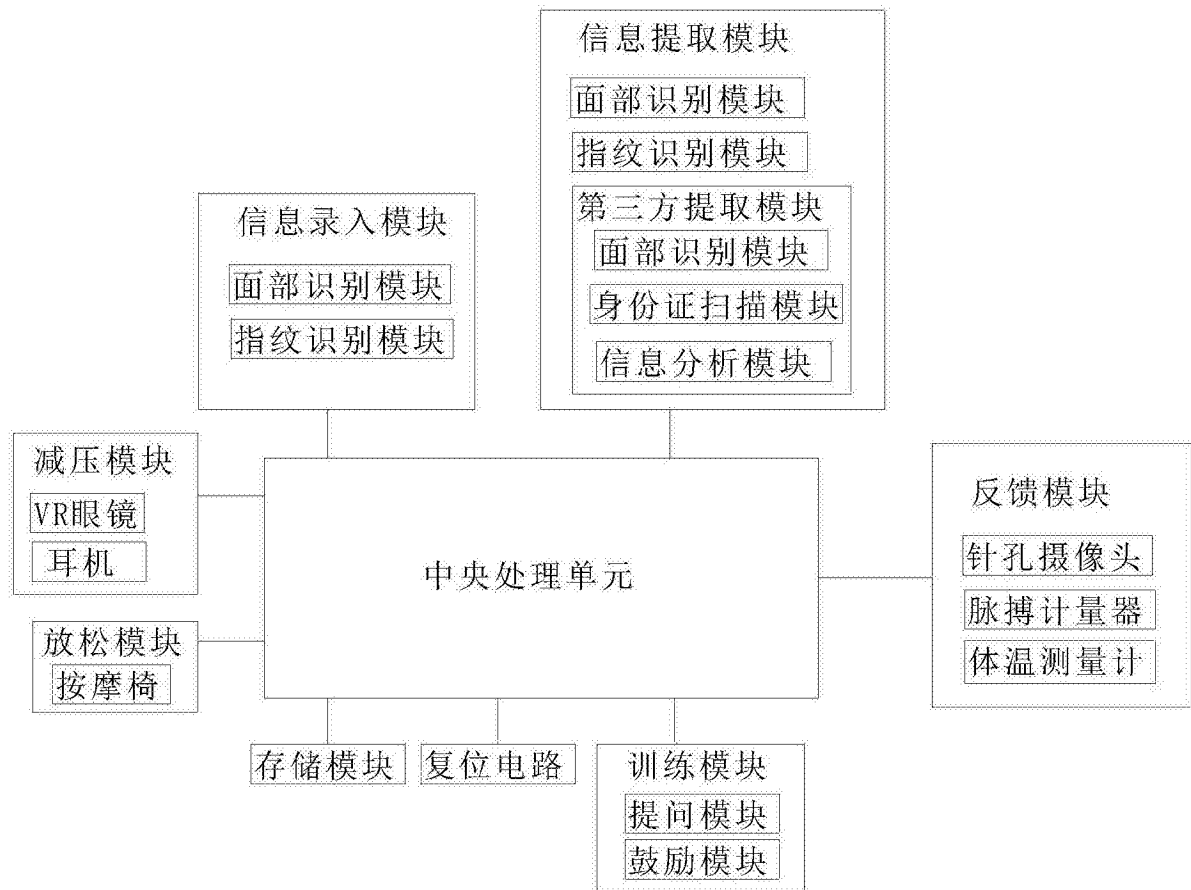 信息提取模块
面部识别模块
指纹识别模块
第三方提取模块
面部识别模块
身份证扫描模块
信息分析模块
信息录入模块
面部识别模块
指纹识别模块
减压模块
VR眼镜
耳机
放松模块
按摩椅
中央处理单元
反馈模块
针孔摄像头
脉搏计量器
体温测量计
存储模块
复位电路
训练模块
提问模块
鼓励模块